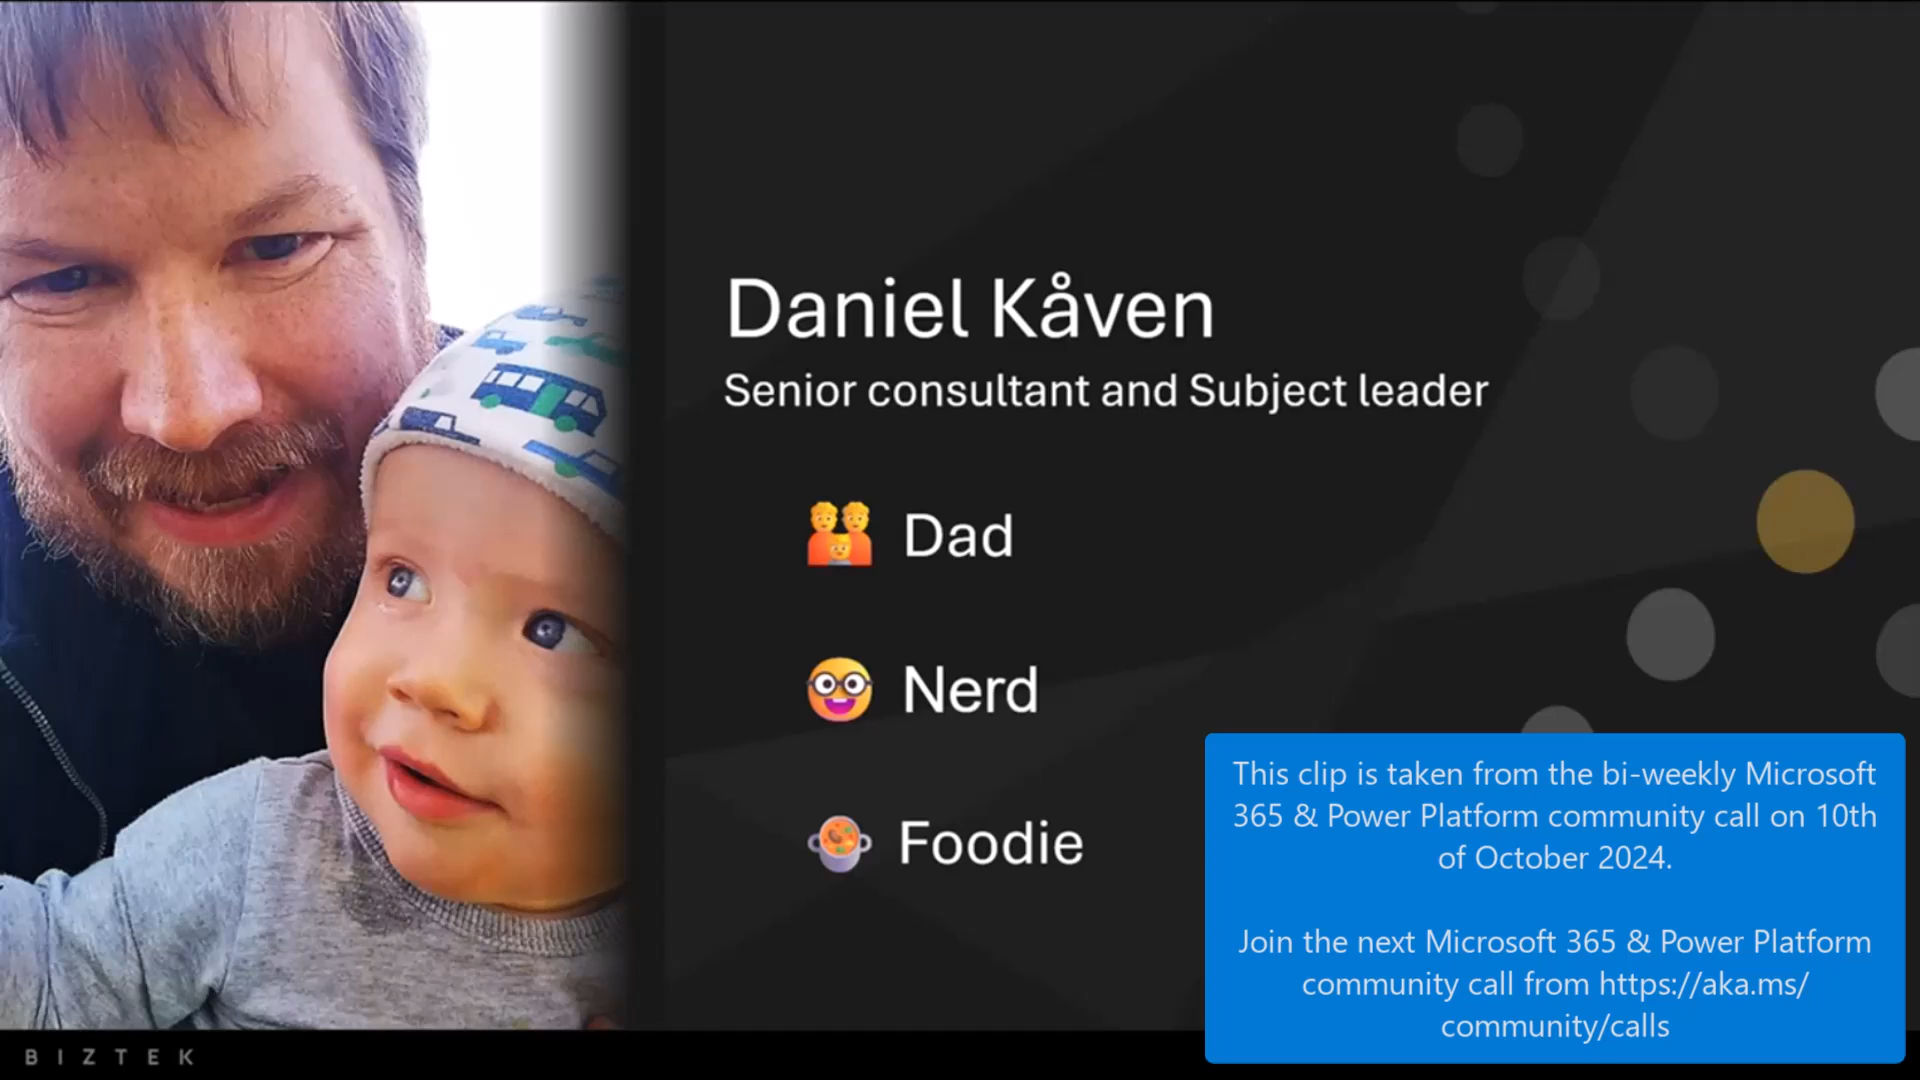 Daniel Kåven
Senior consultant and Subject leader
Dad
Nerd
Foodie
This clip is taken from the bi-weekly Microsoft
365 & Power Platform community call on 10th
of October 2024.
Join the next Microsoft 365 & Power Platform
community call from https://aka.ms/
community/calls
BIZTEK